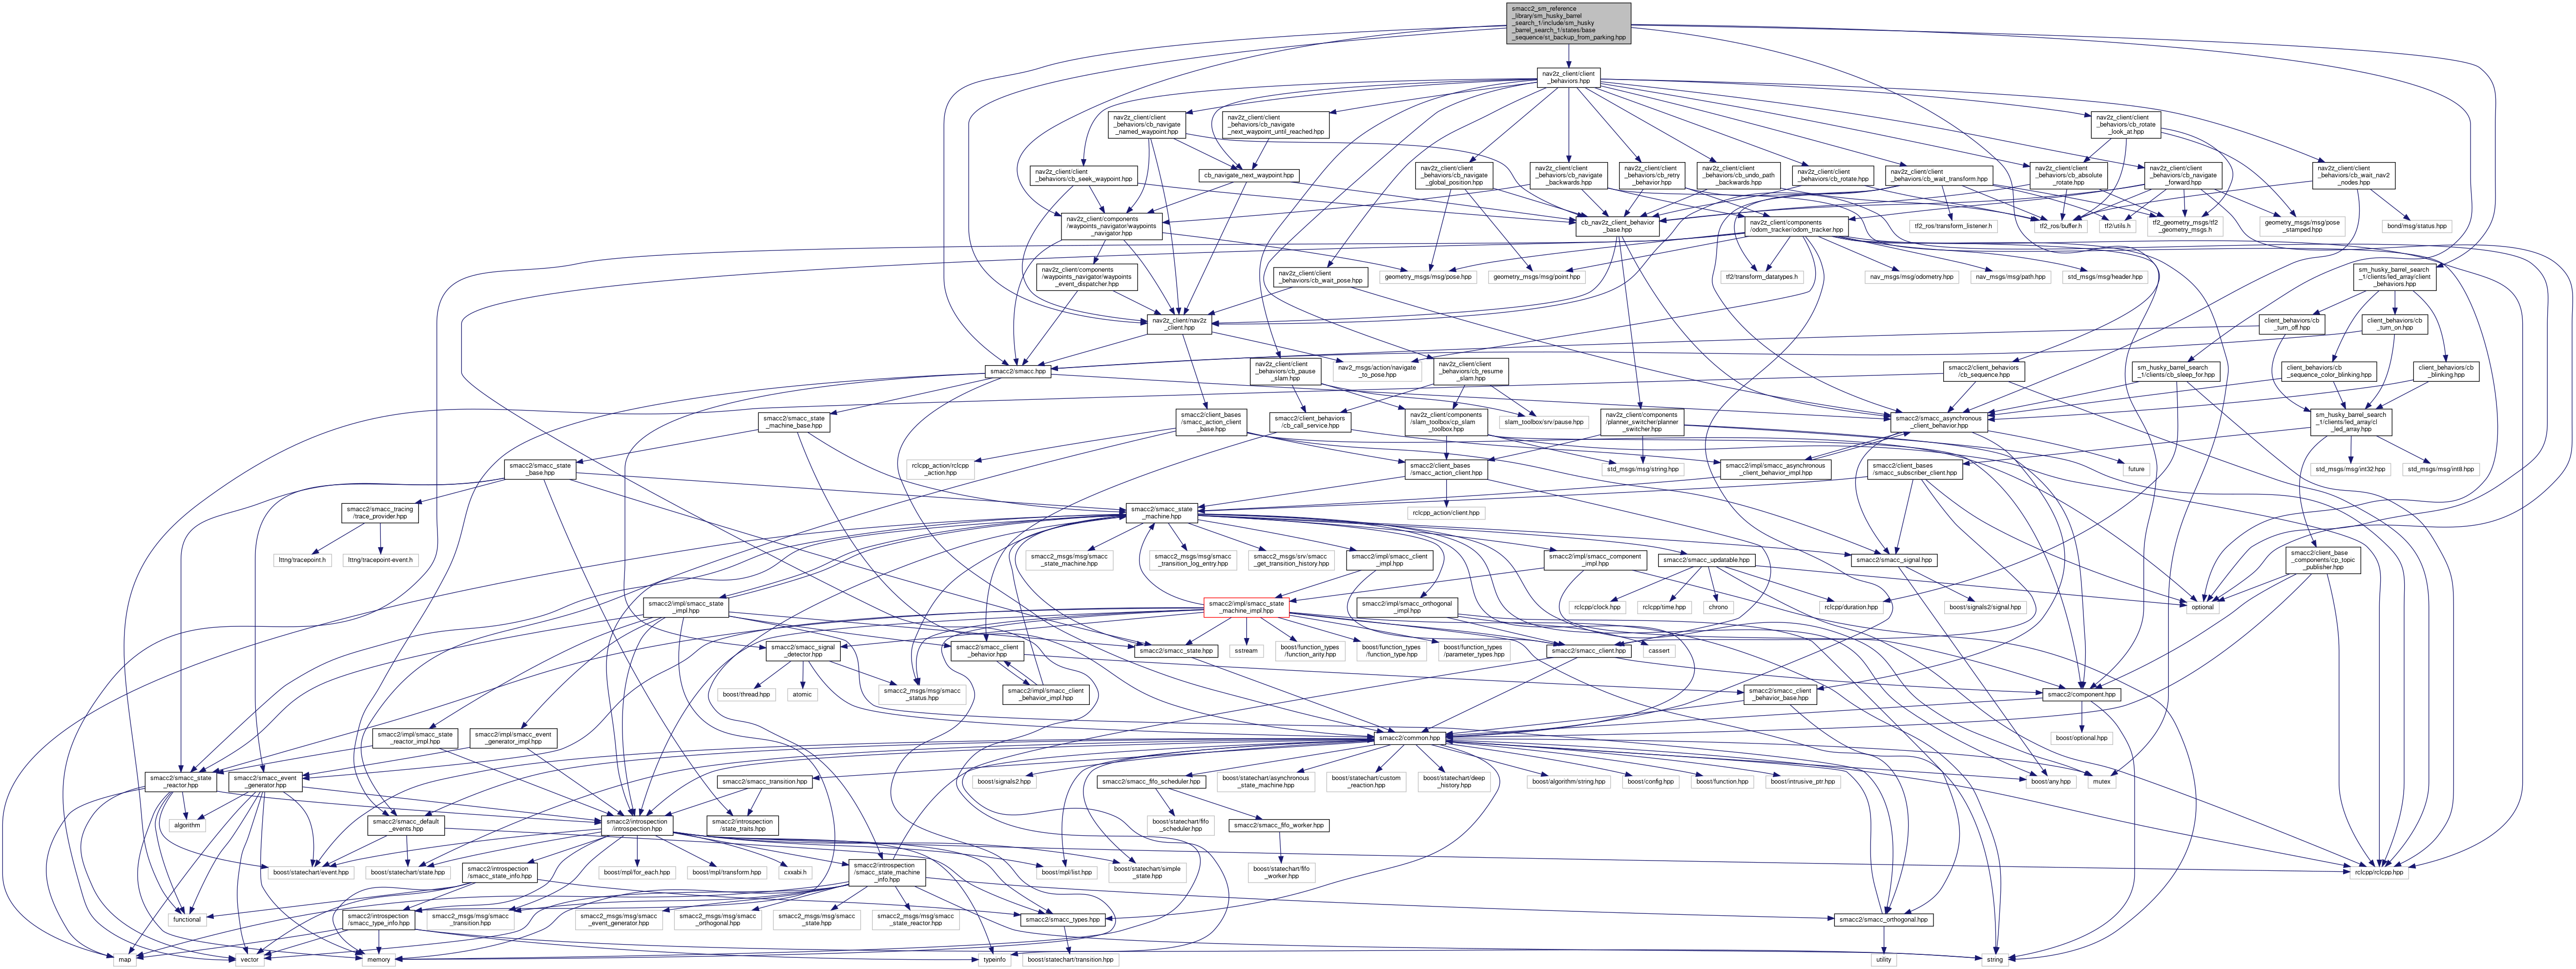 smacc2_sm_reference
_library/sm_husky_barrel
_search_1/include/sm_husky
_barrel_search_1/states/base
_sequence/st_backup_from_parking.hpp
nav2z_client/client
_behaviors.hpp
nav2z_client/client
_behaviors/cb_navigate
_named_waypoint.hpp
nav2z_client/client
_behaviors/cb_navigate
_next_waypoint_until_reached.hpp
nav2z_client/client
_behaviors/cb_rotate
_look_at.hpp
nav2z_client/client
_behaviors/cb_seek_waypoint.hpp
cb_navigate_next_waypoint.hpp
nav2z_client/client
_behaviors/cb_navigate
_global_position.hpp
nav2z_client/client
_behaviors/cb_navigate
_backwards.hpp
nav2z_client/client
_behaviors/cb_retry
_behavior.hpp
nav2z_client/client
_behaviors/cb_undo_path
_backwards.hpp
nav2z_client/client
_behaviors/cb_rotate.hpp
nav2z_client/client
_behaviors/cb_wait_transform.hpp
nav2z_client/client
_behaviors/cb_absolute
_rotate.hpp
nav2z_client/client
_behaviors/cb_navigate
_forward.hpp
nav2z_client/client
_behaviors/cb_wait_nav2
_nodes.hpp
nav2z_client/components
/waypoints_navigator/waypoints
_navigator.hpp
cb_nav2z_client_behavior
_base.hpp
nav2z_client/components
/odom_tracker/odom_tracker.hpp
tf2_ros/transform_listener.h
tf2_ros/buffer.h
tf2/utils.h
tf2_geometry_msgs/tf2
_geometry_msgs.h
geometry_msgs/msg/pose
_stamped.hpp
bond/msg/status.hpp
nav2z_client/components
/waypoints_navigator/waypoints
_event_dispatcher.hpp
nav2z_client/client
_behaviors/cb_wait_pose.hpp
geometry_msgs/msg/pose.hpp
geometry_msgs/msg/point.hpp
tf2/transform_datatypes.h
nav_msgs/msg/odometry.hpp
nav_msgs/msg/path.hpp
std_msgs/msg/header.hpp
sm_husky_barrel_search
_1/clients/led_array/client
_behaviors.hpp
nav2z_client/nav2z
_client.hpp
client_behaviors/cb
_turn_off.hpp
client_behaviors/cb
_turn_on.hpp
smacc2/smacc.hpp
nav2z_client/client
_behaviors/cb_pause
_slam.hpp
nav2_msgs/action/navigate
_to_pose.hpp
nav2z_client/client
_behaviors/cb_resume
_slam.hpp
smacc2/client_behaviors
/cb_sequence.hpp
sm_husky_barrel_search
_1/clients/cb_sleep_for.hpp
client_behaviors/cb
_sequence_color_blinking.hpp
client_behaviors/cb
_blinking.hpp
smacc2/smacc_state
_machine_base.hpp
smacc2/client_bases
/smacc_action_client
_base.hpp
smacc2/client_behaviors
/cb_call_service.hpp
nav2z_client/components
/slam_toolbox/cp_slam
_toolbox.hpp
slam_toolbox/srv/pause.hpp
nav2z_client/components
/planner_switcher/planner
_switcher.hpp
smacc2/smacc_asynchronous
_client_behavior.hpp
sm_husky_barrel_search
_1/clients/led_array/cl
_led_array.hpp
smacc2/smacc_state
_base.hpp
rclcpp_action/rclcpp
_action.hpp
smacc2/client_bases
/smacc_action_client.hpp
std_msgs/msg/string.hpp
smacc2/impl/smacc_asynchronous
_client_behavior_impl.hpp
smacc2/client_bases
/smacc_subscriber_client.hpp
future
std_msgs/msg/int32.hpp
std_msgs/msg/int8.hpp
smacc2/smacc_tracing
/trace_provider.hpp
smacc2/smacc_state
_machine.hpp
rclcpp_action/client.hpp
lttng/tracepoint.h
lttng/tracepoint-event.h
smacc2_msgs/msg/smacc
_state_machine.hpp
smacc2_msgs/msg/smacc
_transition_log_entry.hpp
smacc2_msgs/srv/smacc
_get_transition_history.hpp
smacc2/impl/smacc_client
_impl.hpp
smacc2/impl/smacc_component
_impl.hpp
smacc2/smacc_updatable.hpp
smacc2/smacc_signal.hpp
smacc2/client_base
_components/cp_topic
_publisher.hpp
smacc2/impl/smacc_state
_impl.hpp
smacc2/impl/smacc_state
_machine_impl.hpp
smacc2/impl/smacc_orthogonal
_impl.hpp
rclcpp/clock.hpp
rclcpp/time.hpp
chrono
rclcpp/duration.hpp
boost/signals2/signal.hpp
optional
smacc2/smacc_signal
_detector.hpp
smacc2/smacc_client
_behavior.hpp
smacc2/smacc_state.hpp
sstream
boost/function_types
/function_arity.hpp
boost/function_types
/function_type.hpp
boost/function_types
/parameter_types.hpp
smacc2/smacc_client.hpp
cassert
boost/thread.hpp
atomic
smacc2_msgs/msg/smacc
_status.hpp
smacc2/impl/smacc_client
_behavior_impl.hpp
smacc2/smacc_client
_behavior_base.hpp
smacc2/component.hpp
smacc2/impl/smacc_state
_reactor_impl.hpp
smacc2/impl/smacc_event
_generator_impl.hpp
smacc2/common.hpp
boost/optional.hpp
smacc2/smacc_state
_reactor.hpp
smacc2/smacc_event
_generator.hpp
smacc2/smacc_transition.hpp
boost/signals2.hpp
smacc2/smacc_fifo_scheduler.hpp
boost/statechart/asynchronous
_state_machine.hpp
boost/statechart/custom
_reaction.hpp
boost/statechart/deep
_history.hpp
boost/algorithm/string.hpp
boost/config.hpp
boost/function.hpp
boost/intrusive_ptr.hpp
boost/any.hpp
mutex
algorithm
smacc2/smacc_default
_events.hpp
smacc2/introspection
/introspection.hpp
smacc2/introspection
/state_traits.hpp
boost/statechart/fifo
_scheduler.hpp
smacc2/smacc_fifo_worker.hpp
boost/statechart/event.hpp
boost/statechart/state.hpp
smacc2/introspection
/smacc_state_info.hpp
boost/mpl/for_each.hpp
boost/mpl/transform.hpp
cxxabi.h
smacc2/introspection
/smacc_state_machine
_info.hpp
boost/mpl/list.hpp
boost/statechart/simple
_state.hpp
boost/statechart/fifo
_worker.hpp
rclcpp/rclcpp.hpp
functional
smacc2/introspection
/smacc_type_info.hpp
smacc2_msgs/msg/smacc
_transition.hpp
smacc2_msgs/msg/smacc
_event_generator.hpp
smacc2_msgs/msg/smacc
_orthogonal.hpp
smacc2_msgs/msg/smacc
_state.hpp
smacc2_msgs/msg/smacc
_state_reactor.hpp
smacc2/smacc_types.hpp
smacc2/smacc_orthogonal.hpp
map
vector
memory
typeinfo
boost/statechart/transition.hpp
utility
string